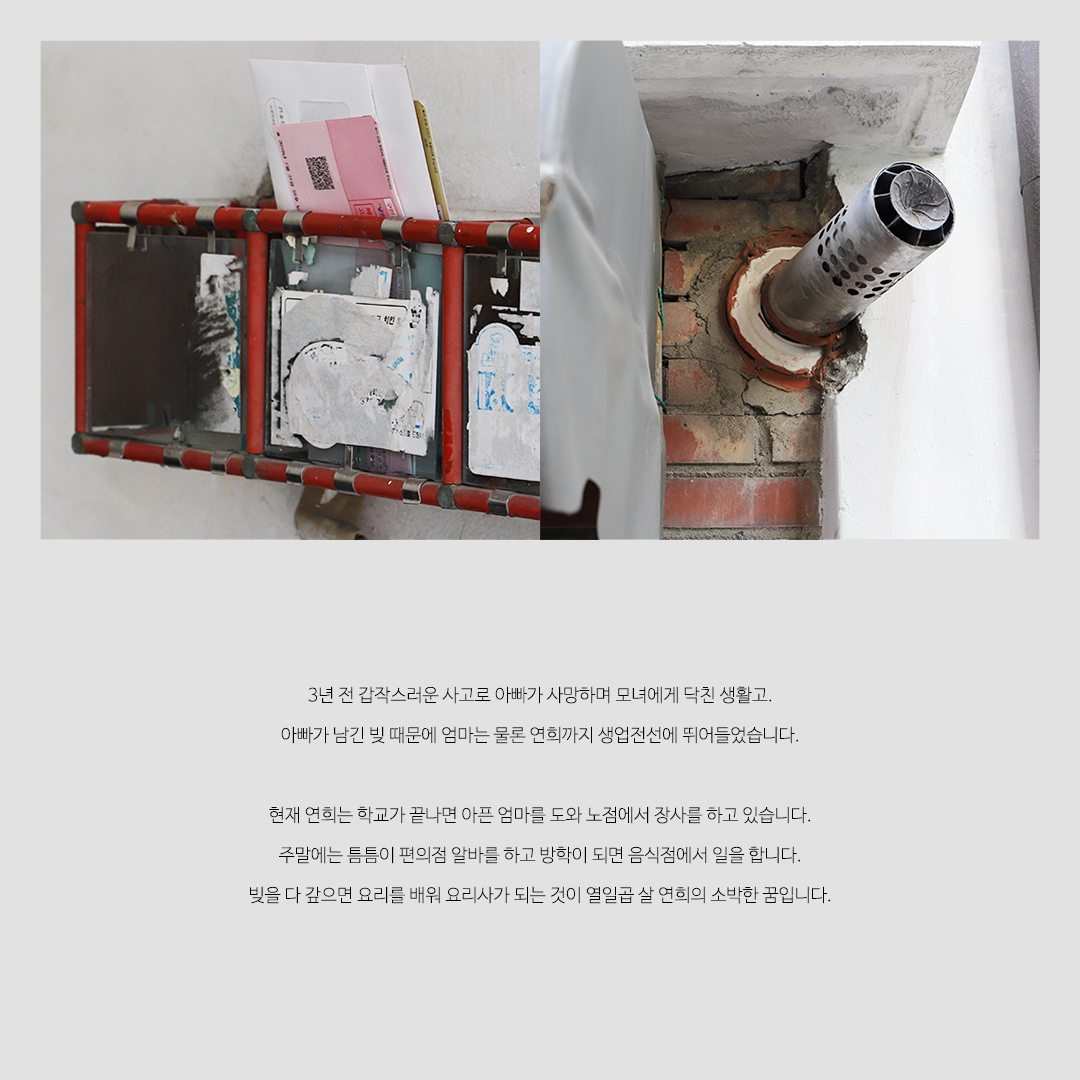 3년 전 갑작스러운 사고로 아빠가 사망하며 모녀에게 닥친 생활고.
아빠가 남긴 빚 때문에 엄마는 물론 연희까지 생업전선에 뛰어들었습니다.
현재 연희는 학교가 끝나면 아픈 엄마를 도와 노점에서 장사를 하고 있습니다.
주말에는 틈틈이 편의점 알바를 하고 방학이 되면 음식점에서 일을 합니다.
빚을 다 갚으면 요리를 배워 요리사가 되는 것이 열일곱 살 연희의 소박한 꿈입니다.